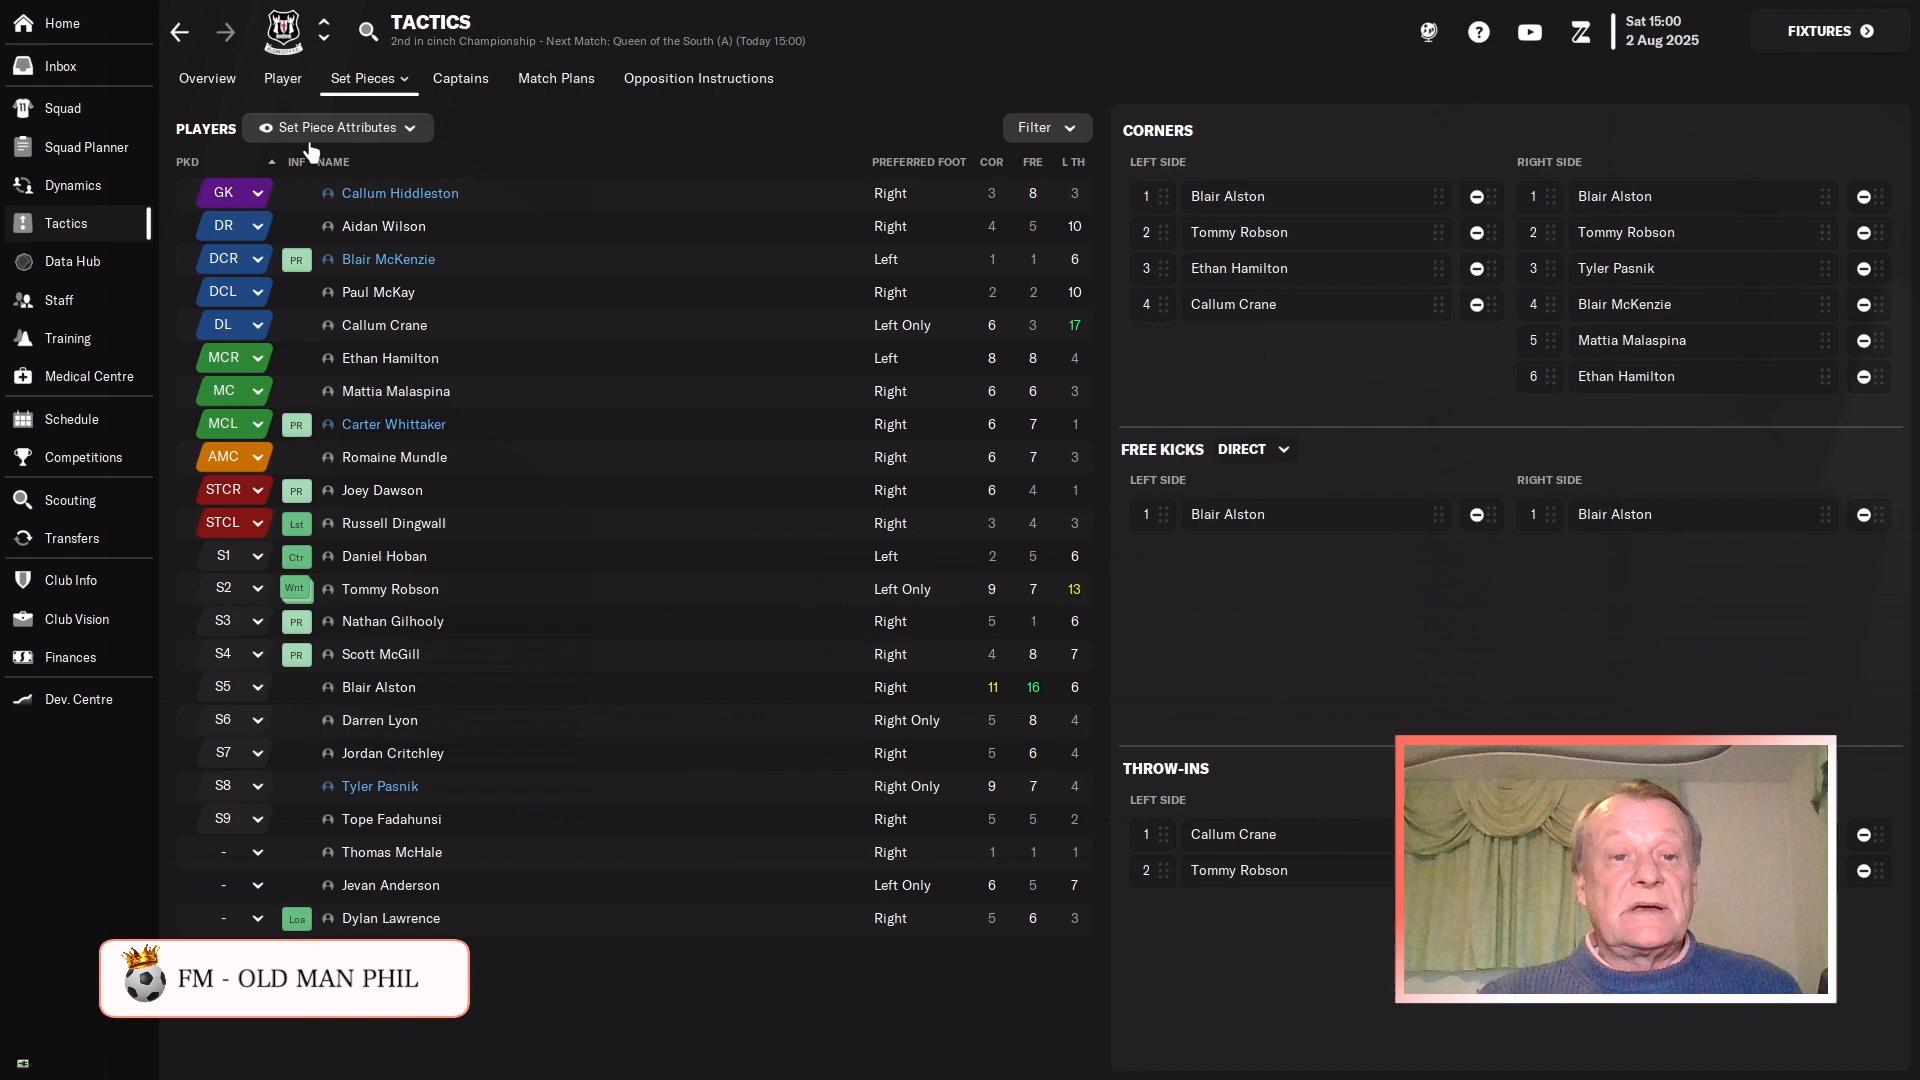 Home
Inbox
Squad
Squad Planner
Dynamics
Tactics
Data Hub
Staff
Training
Medical Centre
Schedule
Competitions
Scouting
Transfers
Club Info
Club Vision
Finances
Dev. Centre
TACTICS
2nd in cinch Championship - Next Match: Queen of the South (A) (Today 15:00)
Sat 15:00
2 Aug 2025
FIXTURES
Overview Player Set Pieces Captains Match Plans Opposition Instructions
PLAYERS Set Piece Attributes Filter
PKD INF NAME PREFERRED FOOT COR FRE L TH
GK Callum Hiddleston Right 3 8 3
DR Aidan Wilson Right 4 5 10
DCR PR Blair McKenzie Left 1 1 6
DCL Paul McKay Right 2 2 10
DL Callum Crane Left Only 6 3 17
MCR Ethan Hamilton Left 8 8 4
MC Mattia Malaspina Right 6 6 3
MCL PR Carter Whittaker Right 6 7 1
AMC Romaine Mundle Right 6 7 3
STCR PR Joey Dawson Right 6 4 1
STCL Lst Russell Dingwall Right 3 4 3
S1 Ctr Daniel Hoban Left 2 5 6
S2 Wnt Tommy Robson Left Only 9 7 13
S3 PR Nathan Gilhooly Right 5 1 6
S4 PR Scott McGill Right 4 8 7
S5 Blair Alston Right 11 16 6
S6 Darren Lyon Right Only 5 8 4
S7 Jordan Critchley Right 5 6 4
S8 Tyler Pasnik Right Only 9 7 4
S9 Tope Fadahunsi Right 5 5 2
- Thomas McHale Right 1 1 1
- Jevan Anderson Left Only 6 5 7
- Loa Dylan Lawrence Right 5 6 3
CORNERS
LEFT SIDE
1 Blair Alston
2 Tommy Robson
3 Ethan Hamilton
4 Callum Crane
RIGHT SIDE
1 Blair Alston
2 Tommy Robson
3 Tyler Pasnik
4 Blair McKenzie
5 Mattia Malaspina
6 Ethan Hamilton
FREE KICKS DIRECT
LEFT SIDE
1 Blair Alston
RIGHT SIDE
1 Blair Alston
THROW-INS
LEFT SIDE
1 Callum Crane
2 Tommy Robson
FM - OLD MAN PHIL